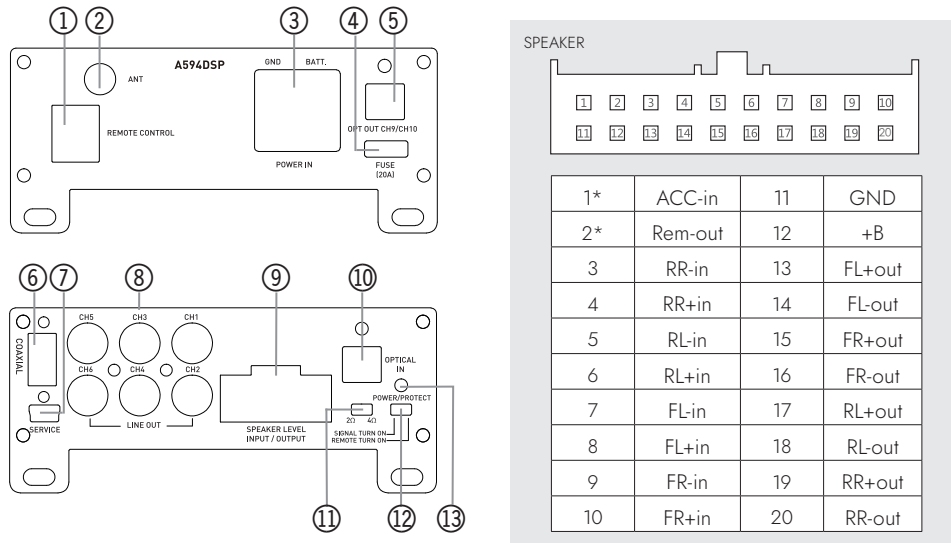 ① ② ③ ④ ⑤
A594DSP
GND BATT.
ANT
REMOTE CONTROL
OPT OUT CH9/CH10
POWER IN
FUSE
(20A)
⑥ ⑦ ⑧ ⑨ ⑩
CH5 CH3 CH1
COAXIAL
OPTICAL
IN
CH6 CH4 CH2
POWER/PROTECT
SERVICE
LINE OUT
SPEAKER LEVEL
INPUT / OUTPUT
2Ω 4Ω
SIGNAL TURN ON
REMOTE TURN ON
⑪ ⑫ ⑬
SPEAKER
1 2 3 4 5 6 7 8 9 10
11 12 13 14 15 16 17 18 19 20
1* ACC-in 11 GND
2* Rem-out 12 +B
3 RR-in 13 FL+out
4 RR+in 14 FL-out
5 RL-in 15 FR+out
6 RL+in 16 FR-out
7 FL-in 17 RL+out
8 FL+in 18 RL-out
9 FR-in 19 RR+out
10 FR+in 20 RR-out